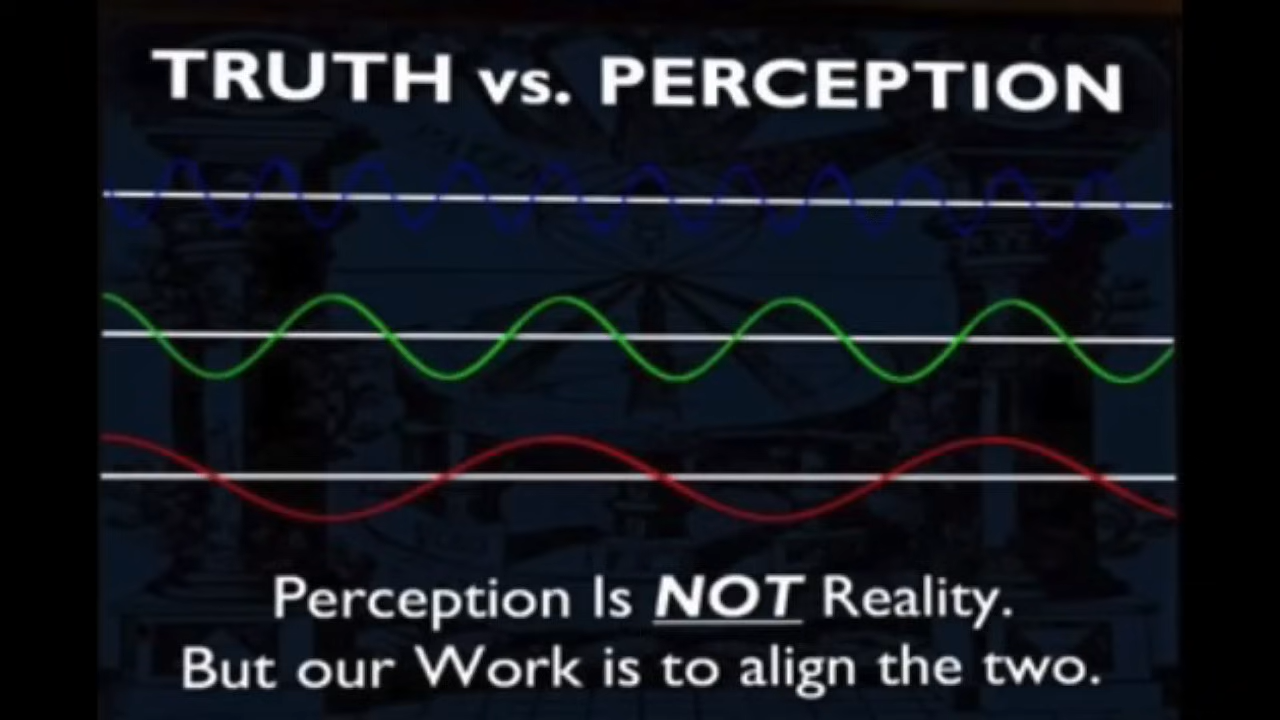 TRUTH vs. PERCEPTION
Perception Is NOT Reality.
But our Work is to align the two.